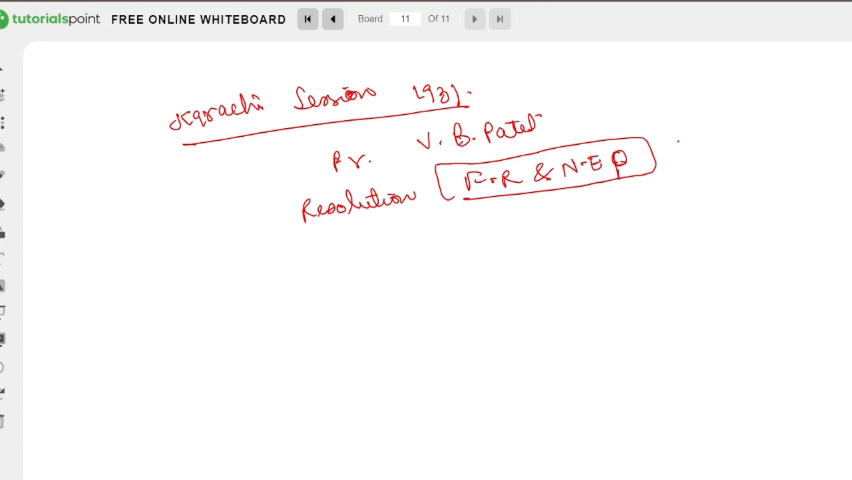 tutorialspoint FREE ONLINE WHITEBOARD Board 11 Of 11
Karachi Session 1931.
Pr. V. B. Patel
Resolution F.R & N.E P